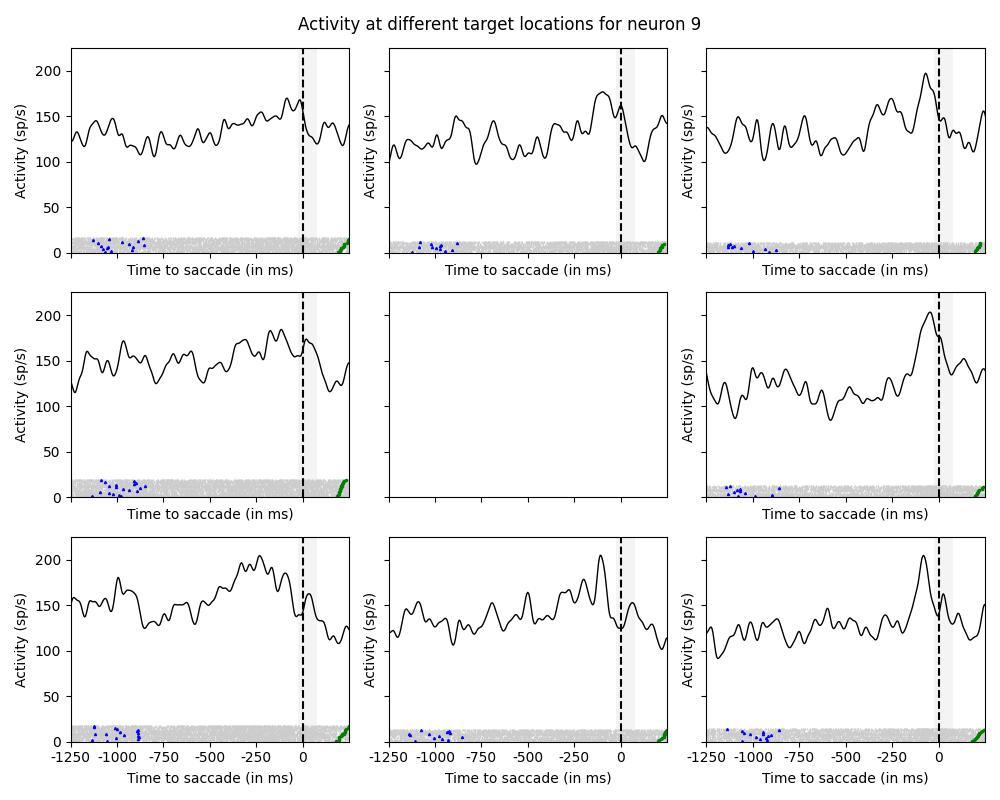 Activity at different target locations for neuron 9
200
150
100
50
0
Activity (sp/s)
Time to saccade (in ms)
Activity (sp/s)
Time to saccade (in ms)
Activity (sp/s)
Time to saccade (in ms)
200
150
100
50
0
Activity (sp/s)
Time to saccade (in ms)
Activity (sp/s)
Time to saccade (in ms)
200
150
100
50
0
Activity (sp/s)
-1250 -1000 -750 -500 -250 0
Time to saccade (in ms)
Activity (sp/s)
-1250 -1000 -750 -500 -250 0
Time to saccade (in ms)
Activity (sp/s)
-1250 -1000 -750 -500 -250 0
Time to saccade (in ms)